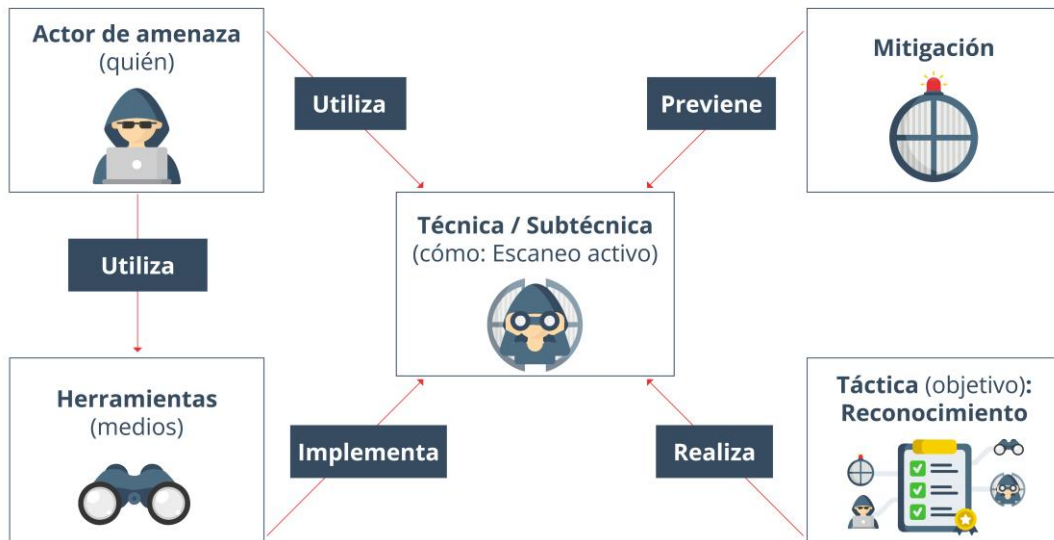 Actor de amenaza
(quién)
Mitigación
Utiliza
Previene
Técnica / Subtécnica
(cómo: Escaneo activo)
Utiliza
Herramientas
(medios)
Implementa
Realiza
Táctica (objetivo):
Reconocimiento